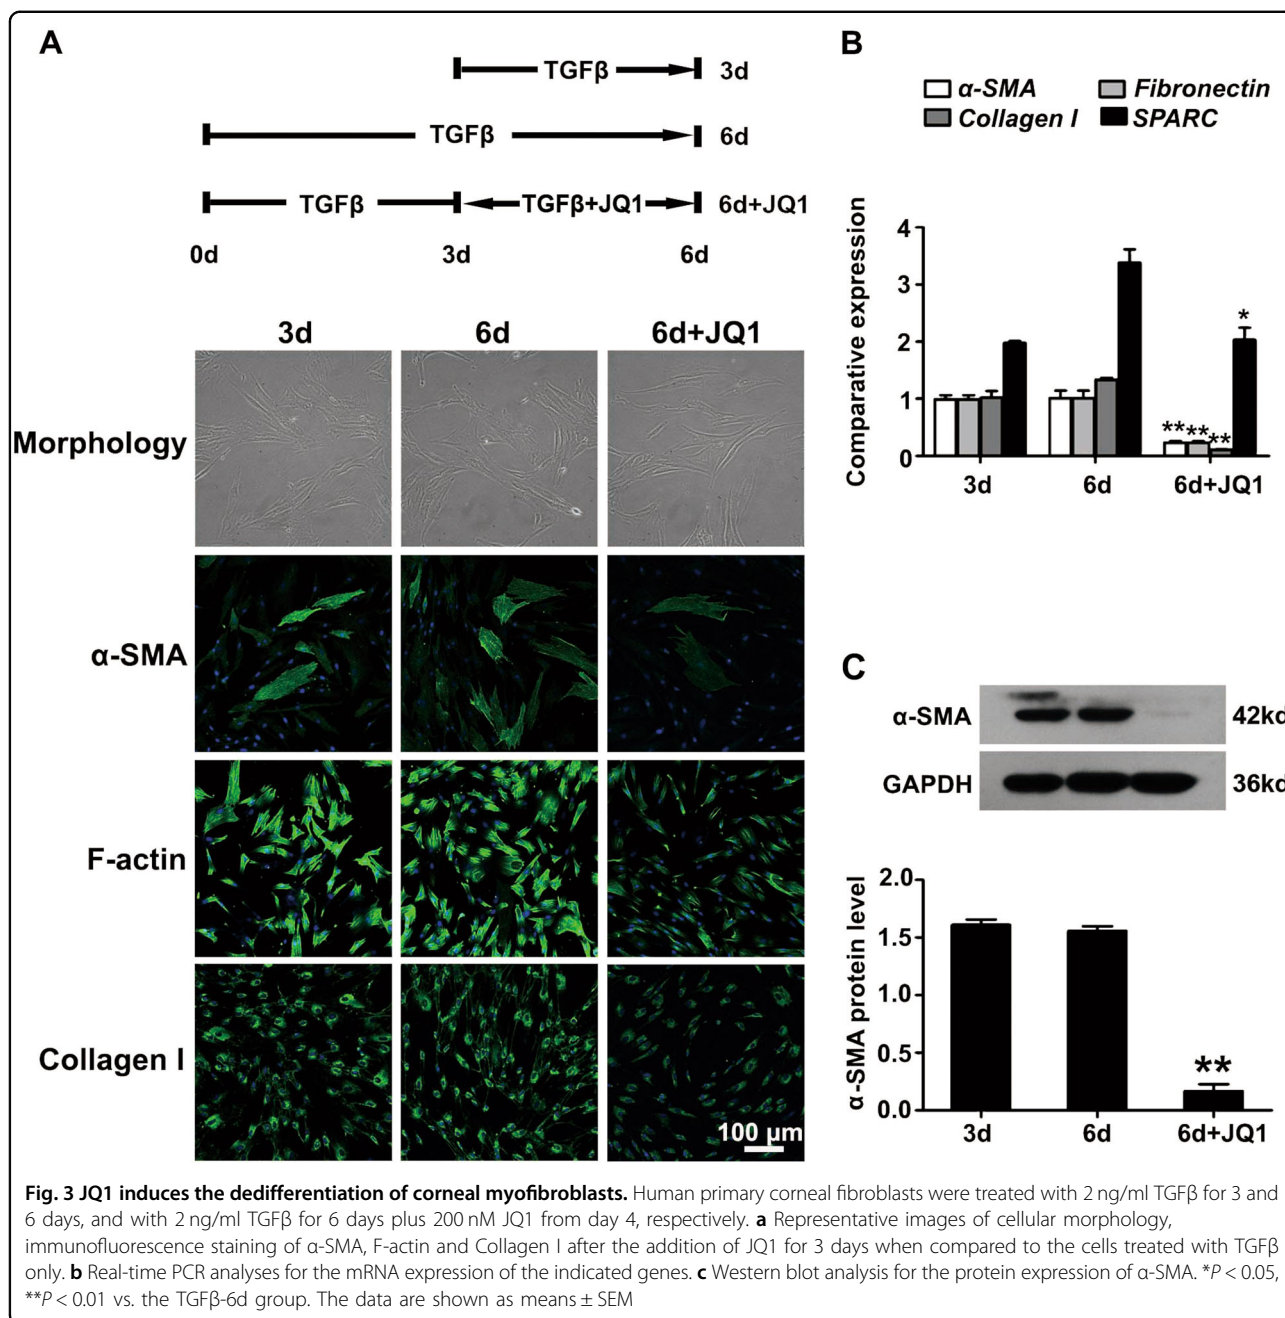 A
TGFβ 3d
TGFβ 6d
TGFβ TGFβ+JQ1 6d+JQ1
0d 3d 6d
3d 6d 6d+JQ1
Morphology
α-SMA
F-actin
Collagen I
100 μm
B
α-SMA Fibronectin
Collagen I SPARC
Comparative expression
4
3
2
1
0
*
** ** **
3d 6d 6d+JQ1
C
α-SMA 42kd
GAPDH 36kd
α-SMA protein level
2.0
1.5
1.0
0.5
0.0
**
3d 6d 6d+JQ1
Fig. 3 JQ1 induces the dedifferentiation of corneal myofibroblasts. Human primary corneal fibroblasts were treated with 2 ng/ml TGFβ for 3 and
6 days, and with 2 ng/ml TGFβ for 6 days plus 200 nM JQ1 from day 4, respectively. a Representative images of cellular morphology,
immunofluorescence staining of α-SMA, F-actin and Collagen I after the addition of JQ1 for 3 days when compared to the cells treated with TGFβ
only. b Real-time PCR analyses for the mRNA expression of the indicated genes. c Western blot analysis for the protein expression of α-SMA. *P < 0.05,
**P < 0.01 vs. the TGFβ-6d group. The data are shown as means ± SEM